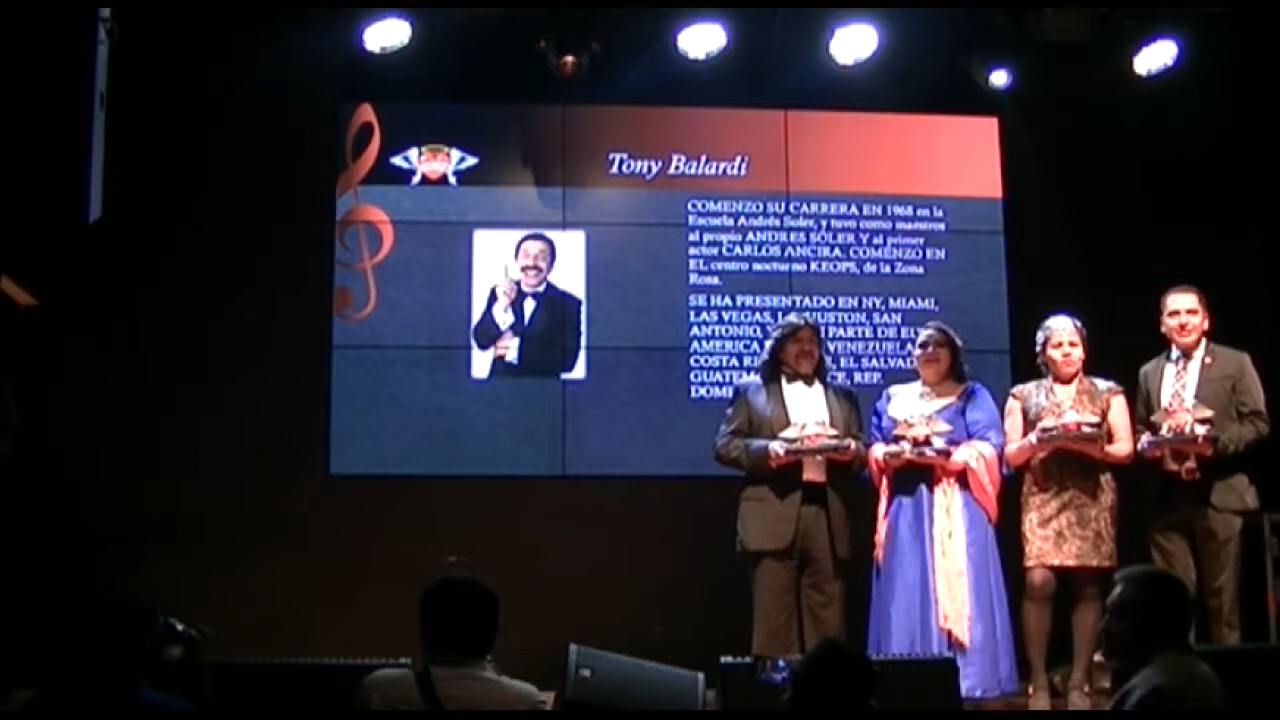 Tony Balardi
COMENZO SU CARRERA EN 1968 en la
Escuela Andrés Soler, y tuvo como maestros
al propio ANDRES SOLER Y al primer
actor CARLOS ANCIRA. COMENZO EN
EL centro nocturno KEOPS, de la Zona
Rosa.
SE HA PRESENTADO EN NY, MIAMI,
LAS VEGAS, SAN
ANTONIO, PARTE DE
AMERICA VENEZUELA
COSTA EL
REP.